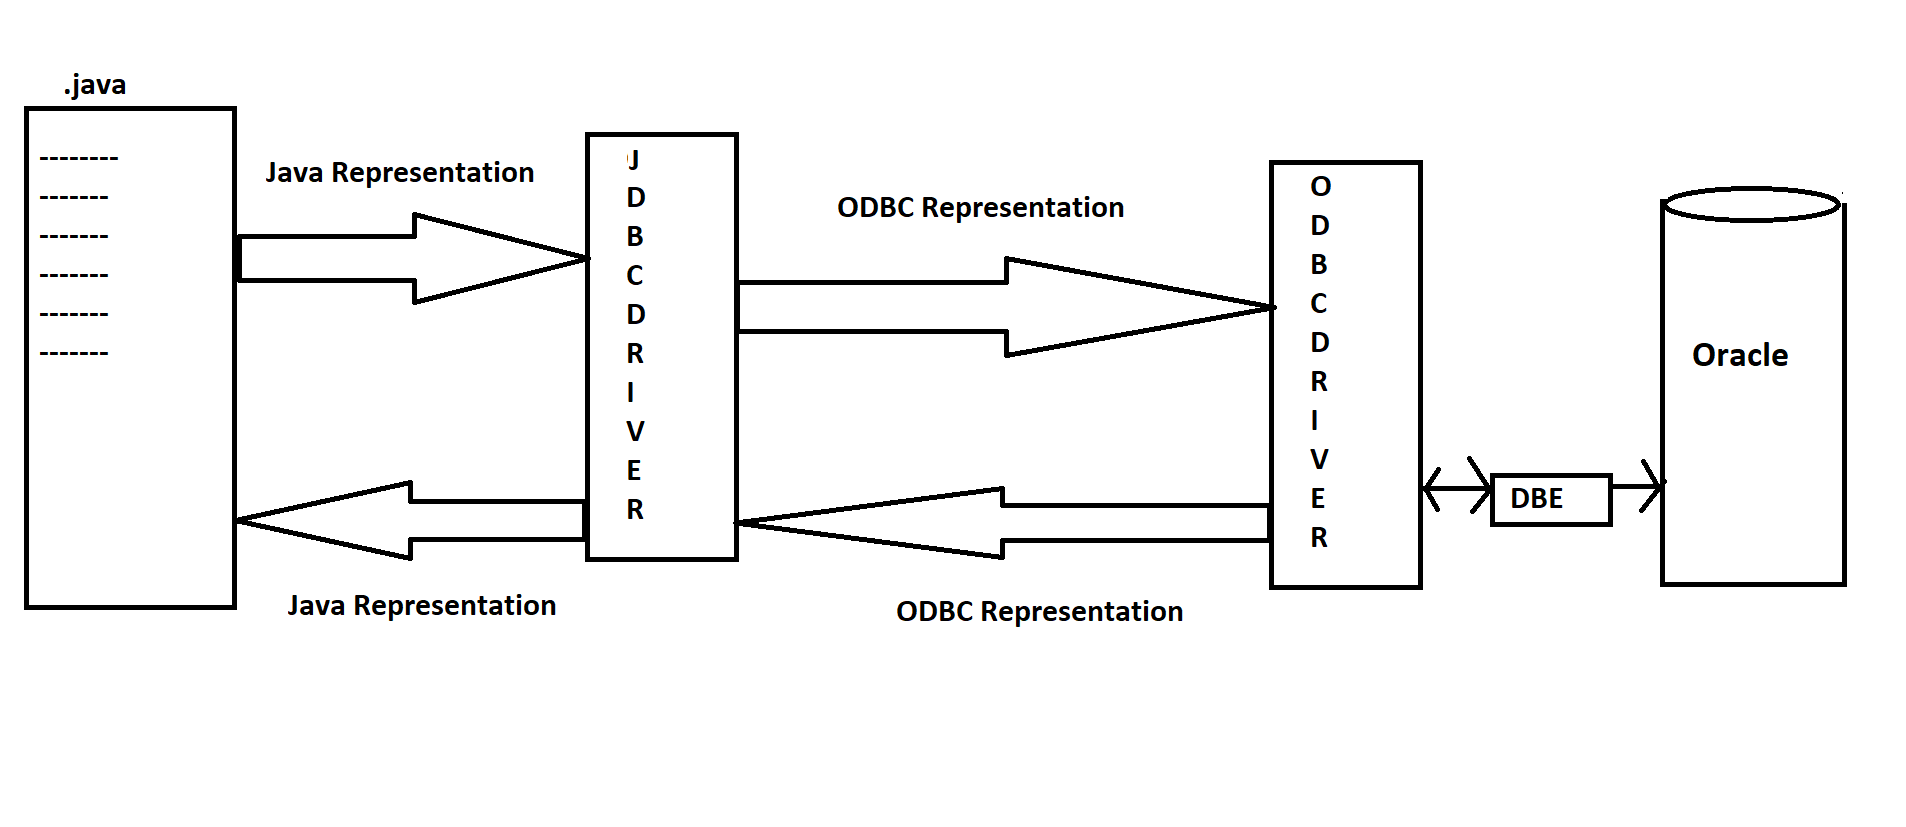 .java
--------
-------
-------
-------
-------
-------
Java Representation
J
D
B
C
D
R
I
V
E
R
ODBC Representation
O
D
B
C
D
R
I
V
E
R
DBE
Oracle
Java Representation
ODBC Representation